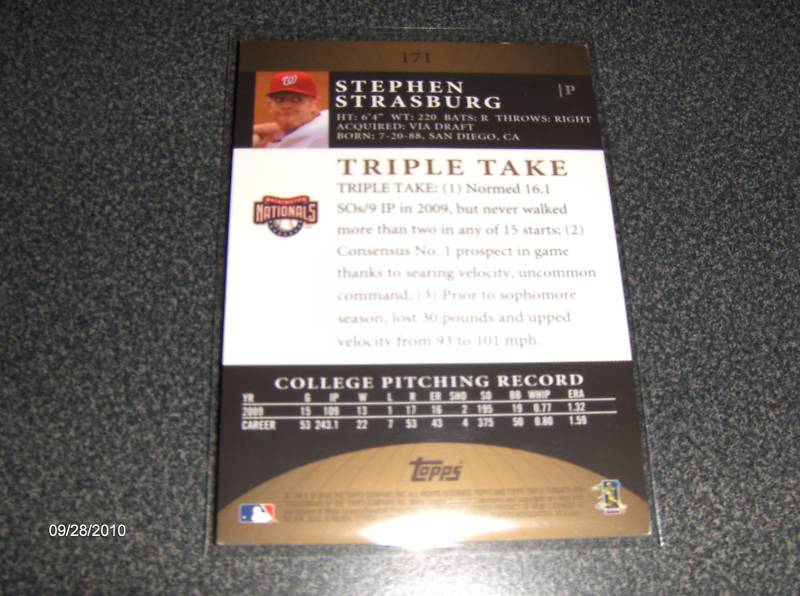 171
STEPHEN
STRASBURG
P
HT: 6'4" WT: 220 BATS: R THROWS: RIGHT
ACQUIRED: VIA DRAFT
BORN: 7-20-88, SAN DIEGO, CA
W
TRIPLE TAKE
TRIPLE TAKE: (1) Normed 16.1
SOs/9 IP in 2009, but never walked
more than two in any of 15 starts; (2)
Consensus No. 1 prospect in game
thanks to searing velocity, uncommon
command; (3) Prior to sophomore
season, lost 30 pounds and upped
velocity from 93 to 101 mph.
WASHINGTON
NATIONALS
COLLEGE PITCHING RECORD
YR G IP W L R ER SHO SO BB WHIP ERA
2009 15 109 13 1 17 16 2 195 19 0.77 1.32
CAREER 53 243.1 22 7 53 43 4 375 50 0.80 1.59
topps
09/28/2010